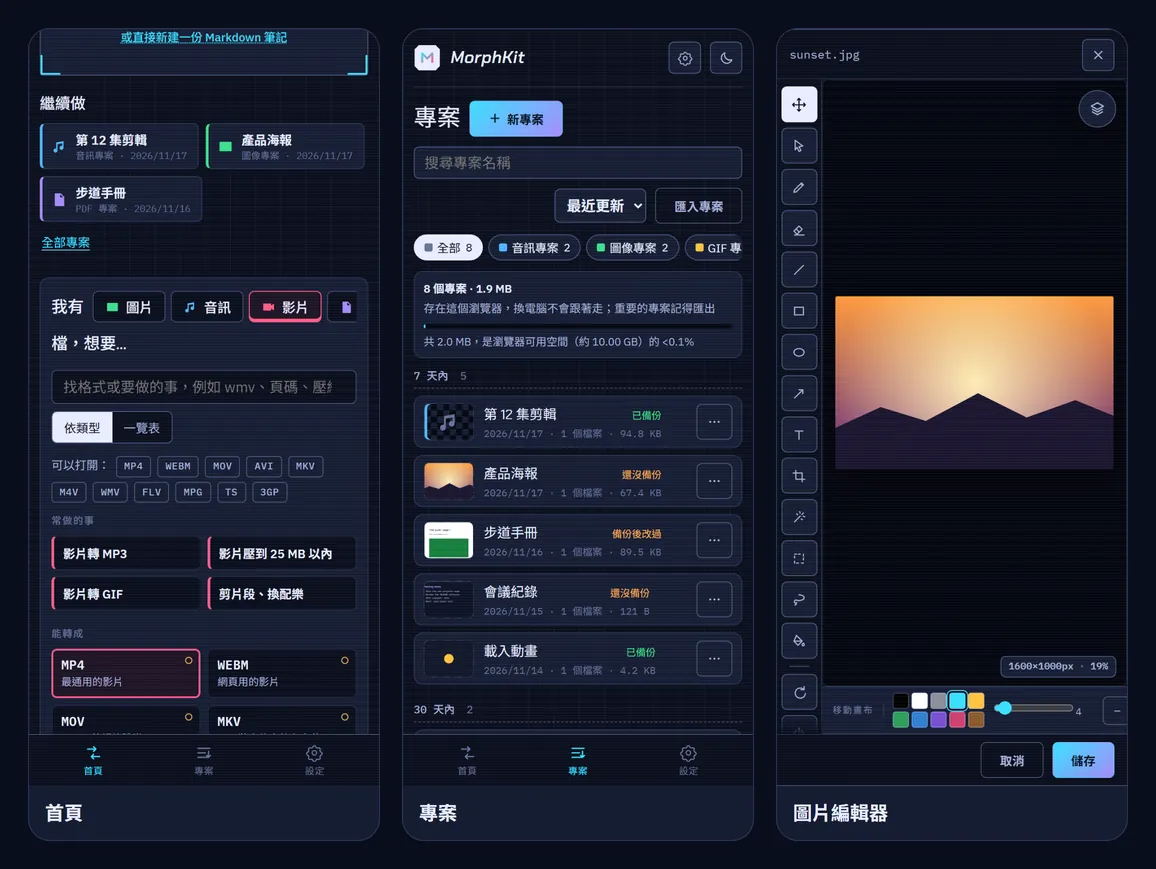 或直接新建一份 Markdown 筆記
繼續做
第 12 集剪輯
音訊專案 · 2026/11/17
產品海報
圖像專案 · 2026/11/17
步道手冊
PDF 專案 · 2026/11/16
全部專案
我有 圖片 音訊 影片
檔，想要...
找格式或要做的事，例如 wmv、頁碼、壓
依類型 一覽表
可以打開： MP4 WEBM MOV AVI MKV
M4V WMV FLV MPG TS 3GP
常做的事
影片轉 MP3
影片壓到 25 MB 以內
影片轉 GIF
剪片段、換配樂
能轉成
MP4
最通用的影片
WEBM
網頁用的影片
MOV
MKV
首頁 專案 設定
首頁
MorphKit
專案 + 新專案
搜尋專案名稱
最近更新 匯入專案
全部 8 音訊專案 2 圖像專案 2 GIF 專
8 個專案 · 1.9 MB
存在這個瀏覽器，換電腦不會跟著走；重要的專案記得匯出
共 2.0 MB，是瀏覽器可用空間（約 10.00 GB）的 <0.1%
7 天內 5
第 12 集剪輯 已備份
2026/11/17 · 1 個檔案 · 94.8 KB
產品海報 還沒備份
2026/11/17 · 1 個檔案 · 67.4 KB
步道手冊 備份後改過
2026/11/16 · 1 個檔案 · 89.5 KB
會議紀錄 還沒備份
2026/11/15 · 1 個檔案 · 121 B
載入動畫 已備份
2026/11/14 · 1 個檔案 · 4.2 KB
30 天內 2
首頁 專案 設定
專案
sunset.jpg
T
1600×1000px · 19%
移動畫布 4
取消 儲存
圖片編輯器